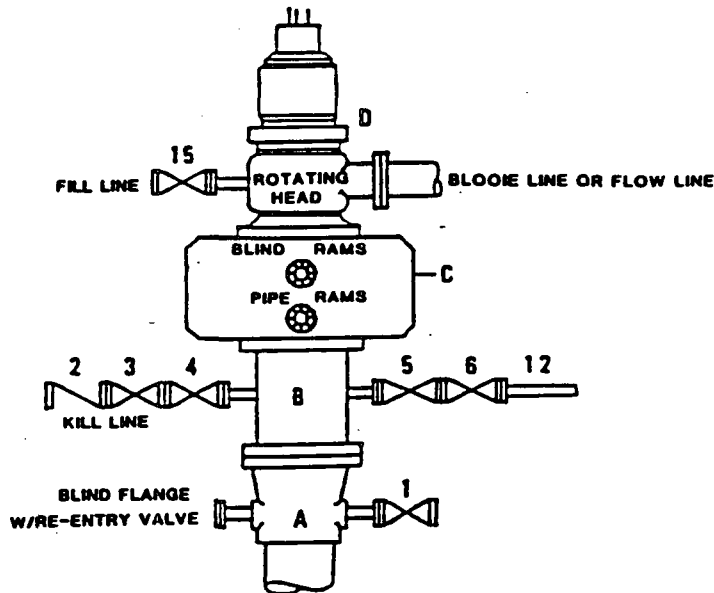 D
15
FILL LINE
ROTATING
HEAD
BLOOIE LINE OR FLOW LINE
BLIND RAMS
C
PIPE RAMS
2 3 4
5 6 12
B
KILL LINE
BLIND FLANGE
W/RE-ENTRY VALVE
A
1